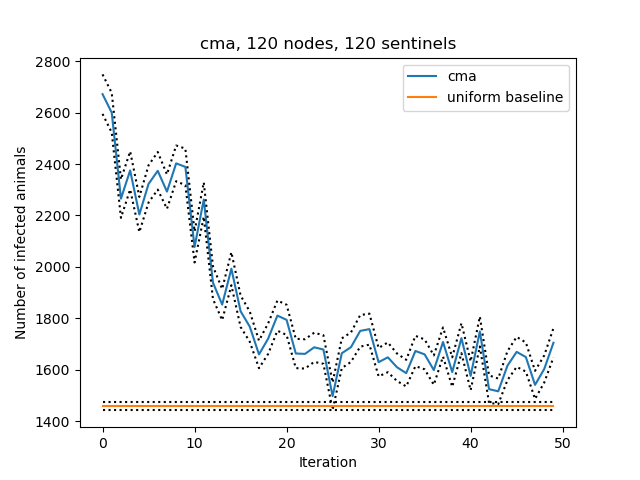 cma, 120 nodes, 120 sentinels
2800
2600
2400
2200
2000
1800
1600
1400
Number of infected animals
cma
uniform baseline
0 10 20 30 40 50
Iteration